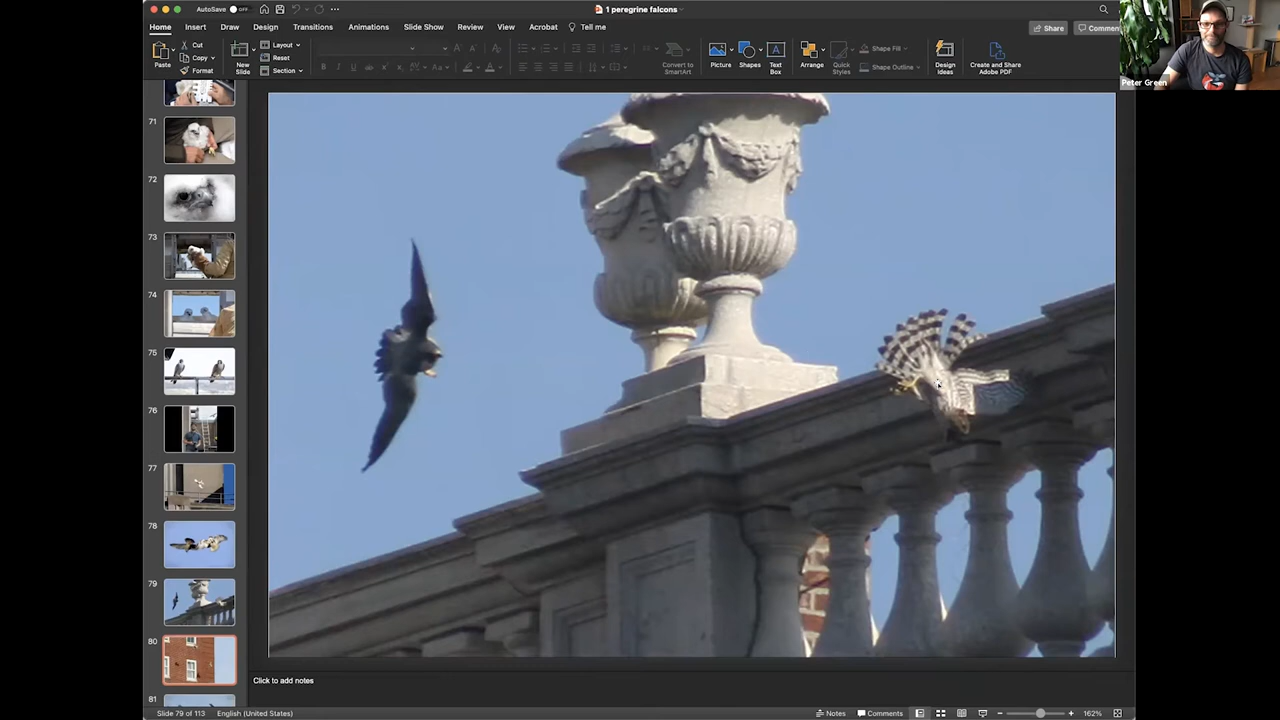 AutoSave OFF
1 peregrine falcons
Home Insert Draw Design Transitions Animations Slide Show Review View Acrobat Tell me
Share Comments
Paste
Cut
Copy
Format
New Slide
Layout
Reset
Section
Convert to SmartArt
Picture
Shapes
Text Box
Arrange
Quick Styles
Shape Fill
Shape Outline
Design Ideas
Create and Share Adobe PDF
Peter Green
71
72
73
74
75
76
77
78
79
80
81
Click to add notes
Slide 79 of 113 English (United States) Notes Comments 162%